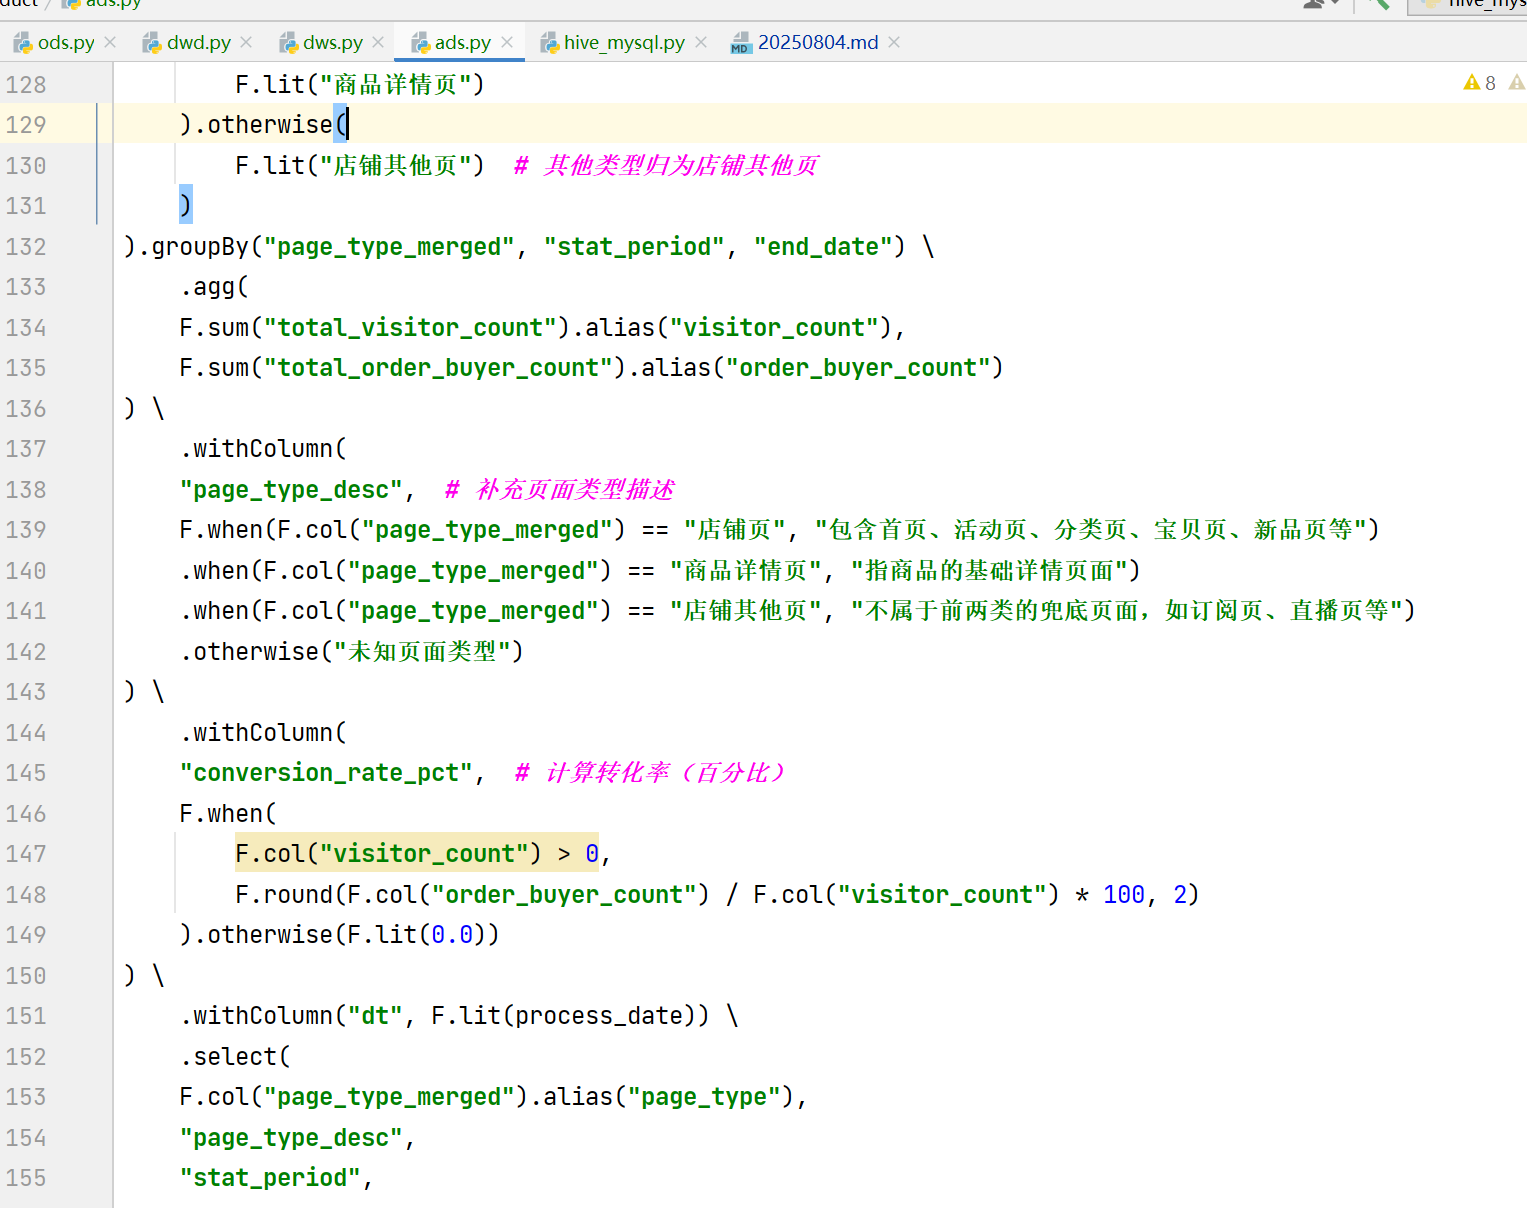 ads.py
ods.py
dwd.py
dws.py
ads.py
hive_mysql.py
20250804.md
8
128 F.lit("商品详情页")
129 ).otherwise(
130 F.lit("店铺其他页")  # 其他类型归为店铺其他页
131 )
132 ).groupBy("page_type_merged", "stat_period", "end_date") \
133 .agg(
134 F.sum("total_visitor_count").alias("visitor_count"),
135 F.sum("total_order_buyer_count").alias("order_buyer_count")
136 ) \
137 .withColumn(
138 "page_type_desc",  # 补充页面类型描述
139 F.when(F.col("page_type_merged") == "店铺页", "包含首页、活动页、分类页、宝贝页、新品页等")
140 .when(F.col("page_type_merged") == "商品详情页", "指商品的基础详情页面")
141 .when(F.col("page_type_merged") == "店铺其他页", "不属于前两类的兜底页面，如订阅页、直播页等")
142 .otherwise("未知页面类型")
143 ) \
144 .withColumn(
145 "conversion_rate_pct",  # 计算转化率（百分比）
146 F.when(
147 F.col("visitor_count") > 0,
148 F.round(F.col("order_buyer_count") / F.col("visitor_count") * 100, 2)
149 ).otherwise(F.lit(0.0))
150 ) \
151 .withColumn("dt", F.lit(process_date)) \
152 .select(
153 F.col("page_type_merged").alias("page_type"),
154 "page_type_desc",
155 "stat_period",